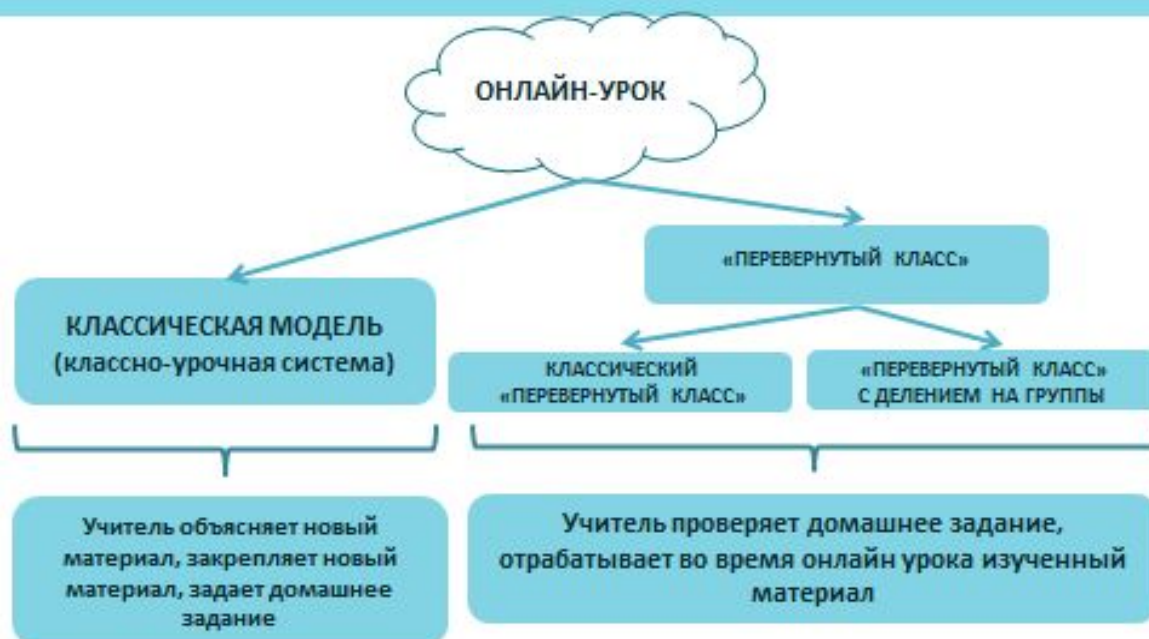 ОНЛАЙН-УРОК
«ПЕРЕВЕРНУТЫЙ КЛАСС»
КЛАССИЧЕСКАЯ МОДЕЛЬ
(классно-урочная система)
КЛАССИЧЕСКИЙ
«ПЕРЕВЕРНУТЫЙ КЛАСС»
«ПЕРЕВЕРНУТЫЙ КЛАСС»
С ДЕЛЕНИЕМ НА ГРУППЫ
Учитель объясняет новый
материал, закрепляет новый
материал, задает домашнее
задание
Учитель проверяет домашнее задание,
отрабатывает во время онлайн урока изученный
материал